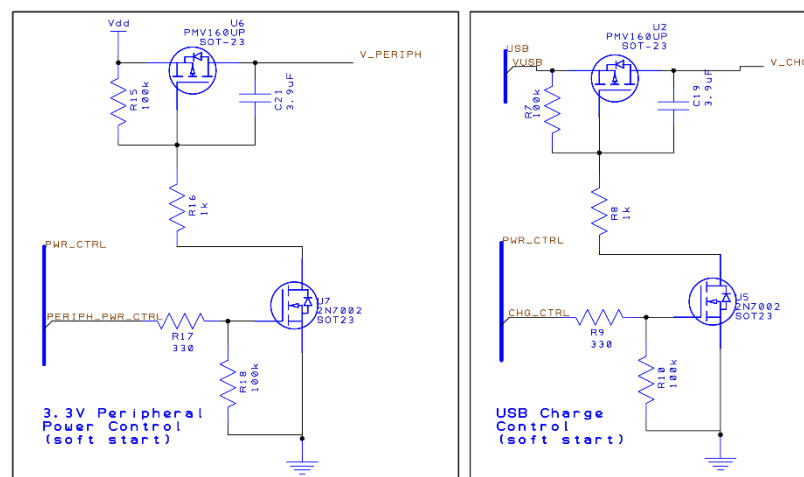 U6
PMV160UP
SOT-23
Vdd
V_PERIPH
R15
100k
C21
3.9uF
R16
1k
PWR_CTRL
PERIPH_PWR_CTRL
R17
330
R18
100k
U7
2N7002
SOT23
3.3V Peripheral
Power Control
(soft start)
U2
PMV160UP
SOT-23
USB
VUSB
V_CHG
R7
100k
C19
3.9uF
R8
1k
PWR_CTRL
CHG_CTRL
R9
330
R10
100k
U5
2N7002
SOT23
USB Charge
Control
(soft start)